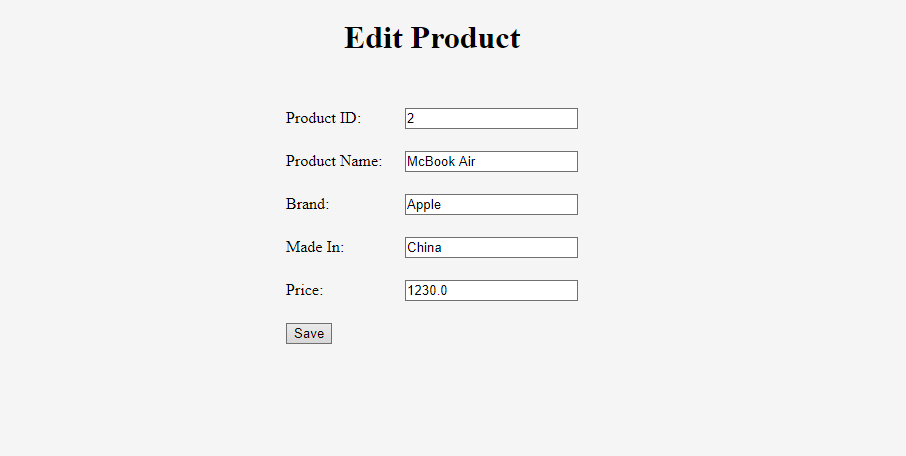 Edit Product
Product ID: 2
Product Name: McBook Air
Brand: Apple
Made In: China
Price: 1230.0
Save